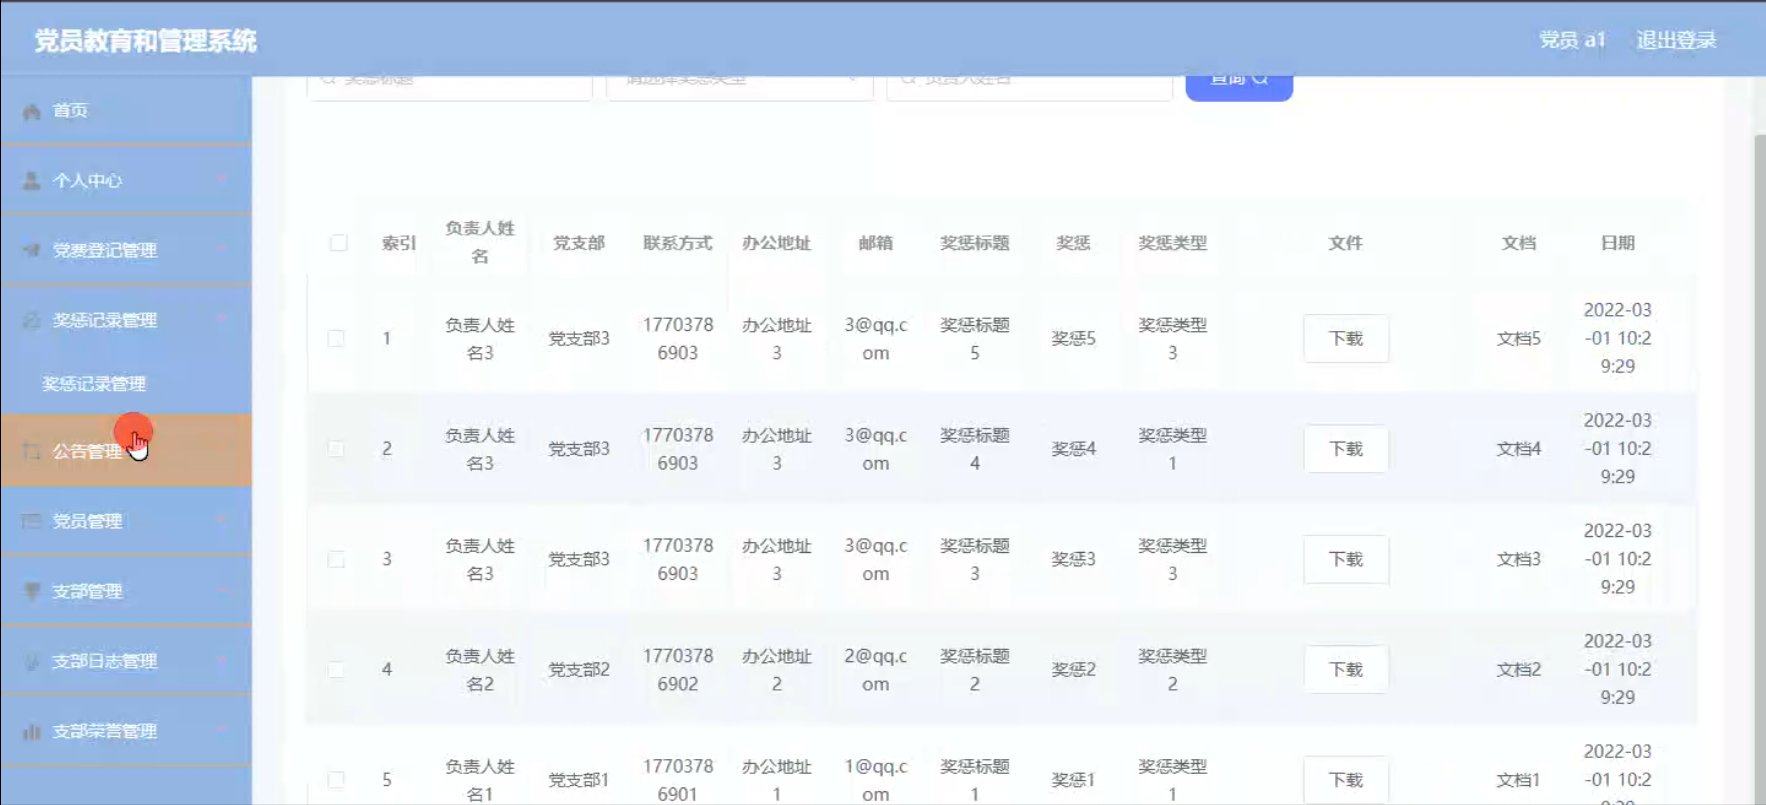 党员教育和管理系统
党员 a1 退出登录
奖惩标题 请选择奖惩类型 负责人姓名 查询
首页
个人中心
党费登记管理
奖惩记录管理
奖惩记录管理
公告管理
党员管理
支部管理
支部日志管理
支部荣誉管理
索引 负责人姓名 党支部 联系方式 办公地址 邮箱 奖惩标题 奖惩 奖惩类型 文件 文档 日期
1 负责人姓名3 党支部3 17703786903 办公地址3 3@qq.com 奖惩标题5 奖惩5 奖惩类型3 下载 文档5 2022-03-01 10:29:29
2 负责人姓名3 党支部3 17703786903 办公地址3 3@qq.com 奖惩标题4 奖惩4 奖惩类型1 下载 文档4 2022-03-01 10:29:29
3 负责人姓名3 党支部3 17703786903 办公地址3 3@qq.com 奖惩标题3 奖惩3 奖惩类型3 下载 文档3 2022-03-01 10:29:29
4 负责人姓名2 党支部2 17703786902 办公地址2 2@qq.com 奖惩标题2 奖惩2 奖惩类型2 下载 文档2 2022-03-01 10:29:29
5 负责人姓名1 党支部1 17703786901 办公地址1 1@qq.com 奖惩标题1 奖惩1 奖惩类型1 下载 文档1 2022-03-01 10:2